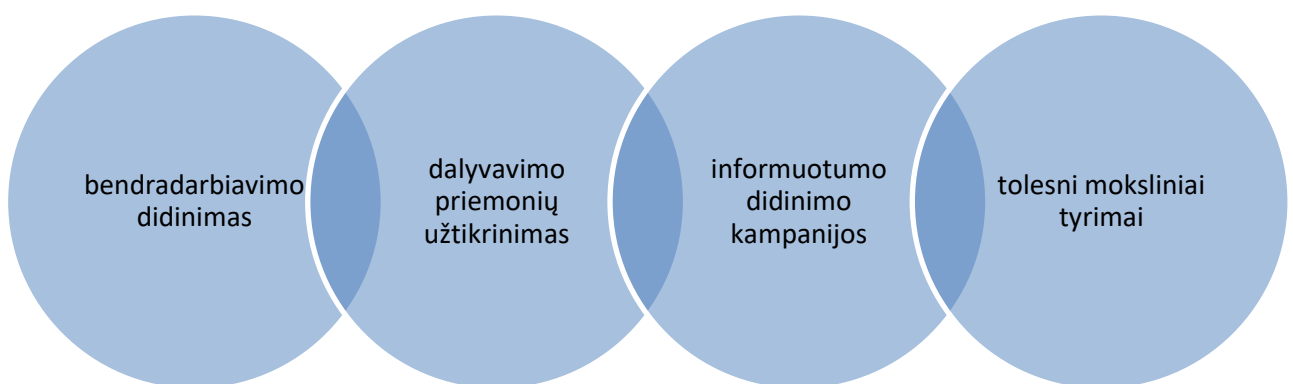 bendradarbiavimo
didinimas
dalyvavimo
priemonių
užtikrinimas
informuotumo
didinimo
kampanijos
tolesni moksliniai
tyrimai